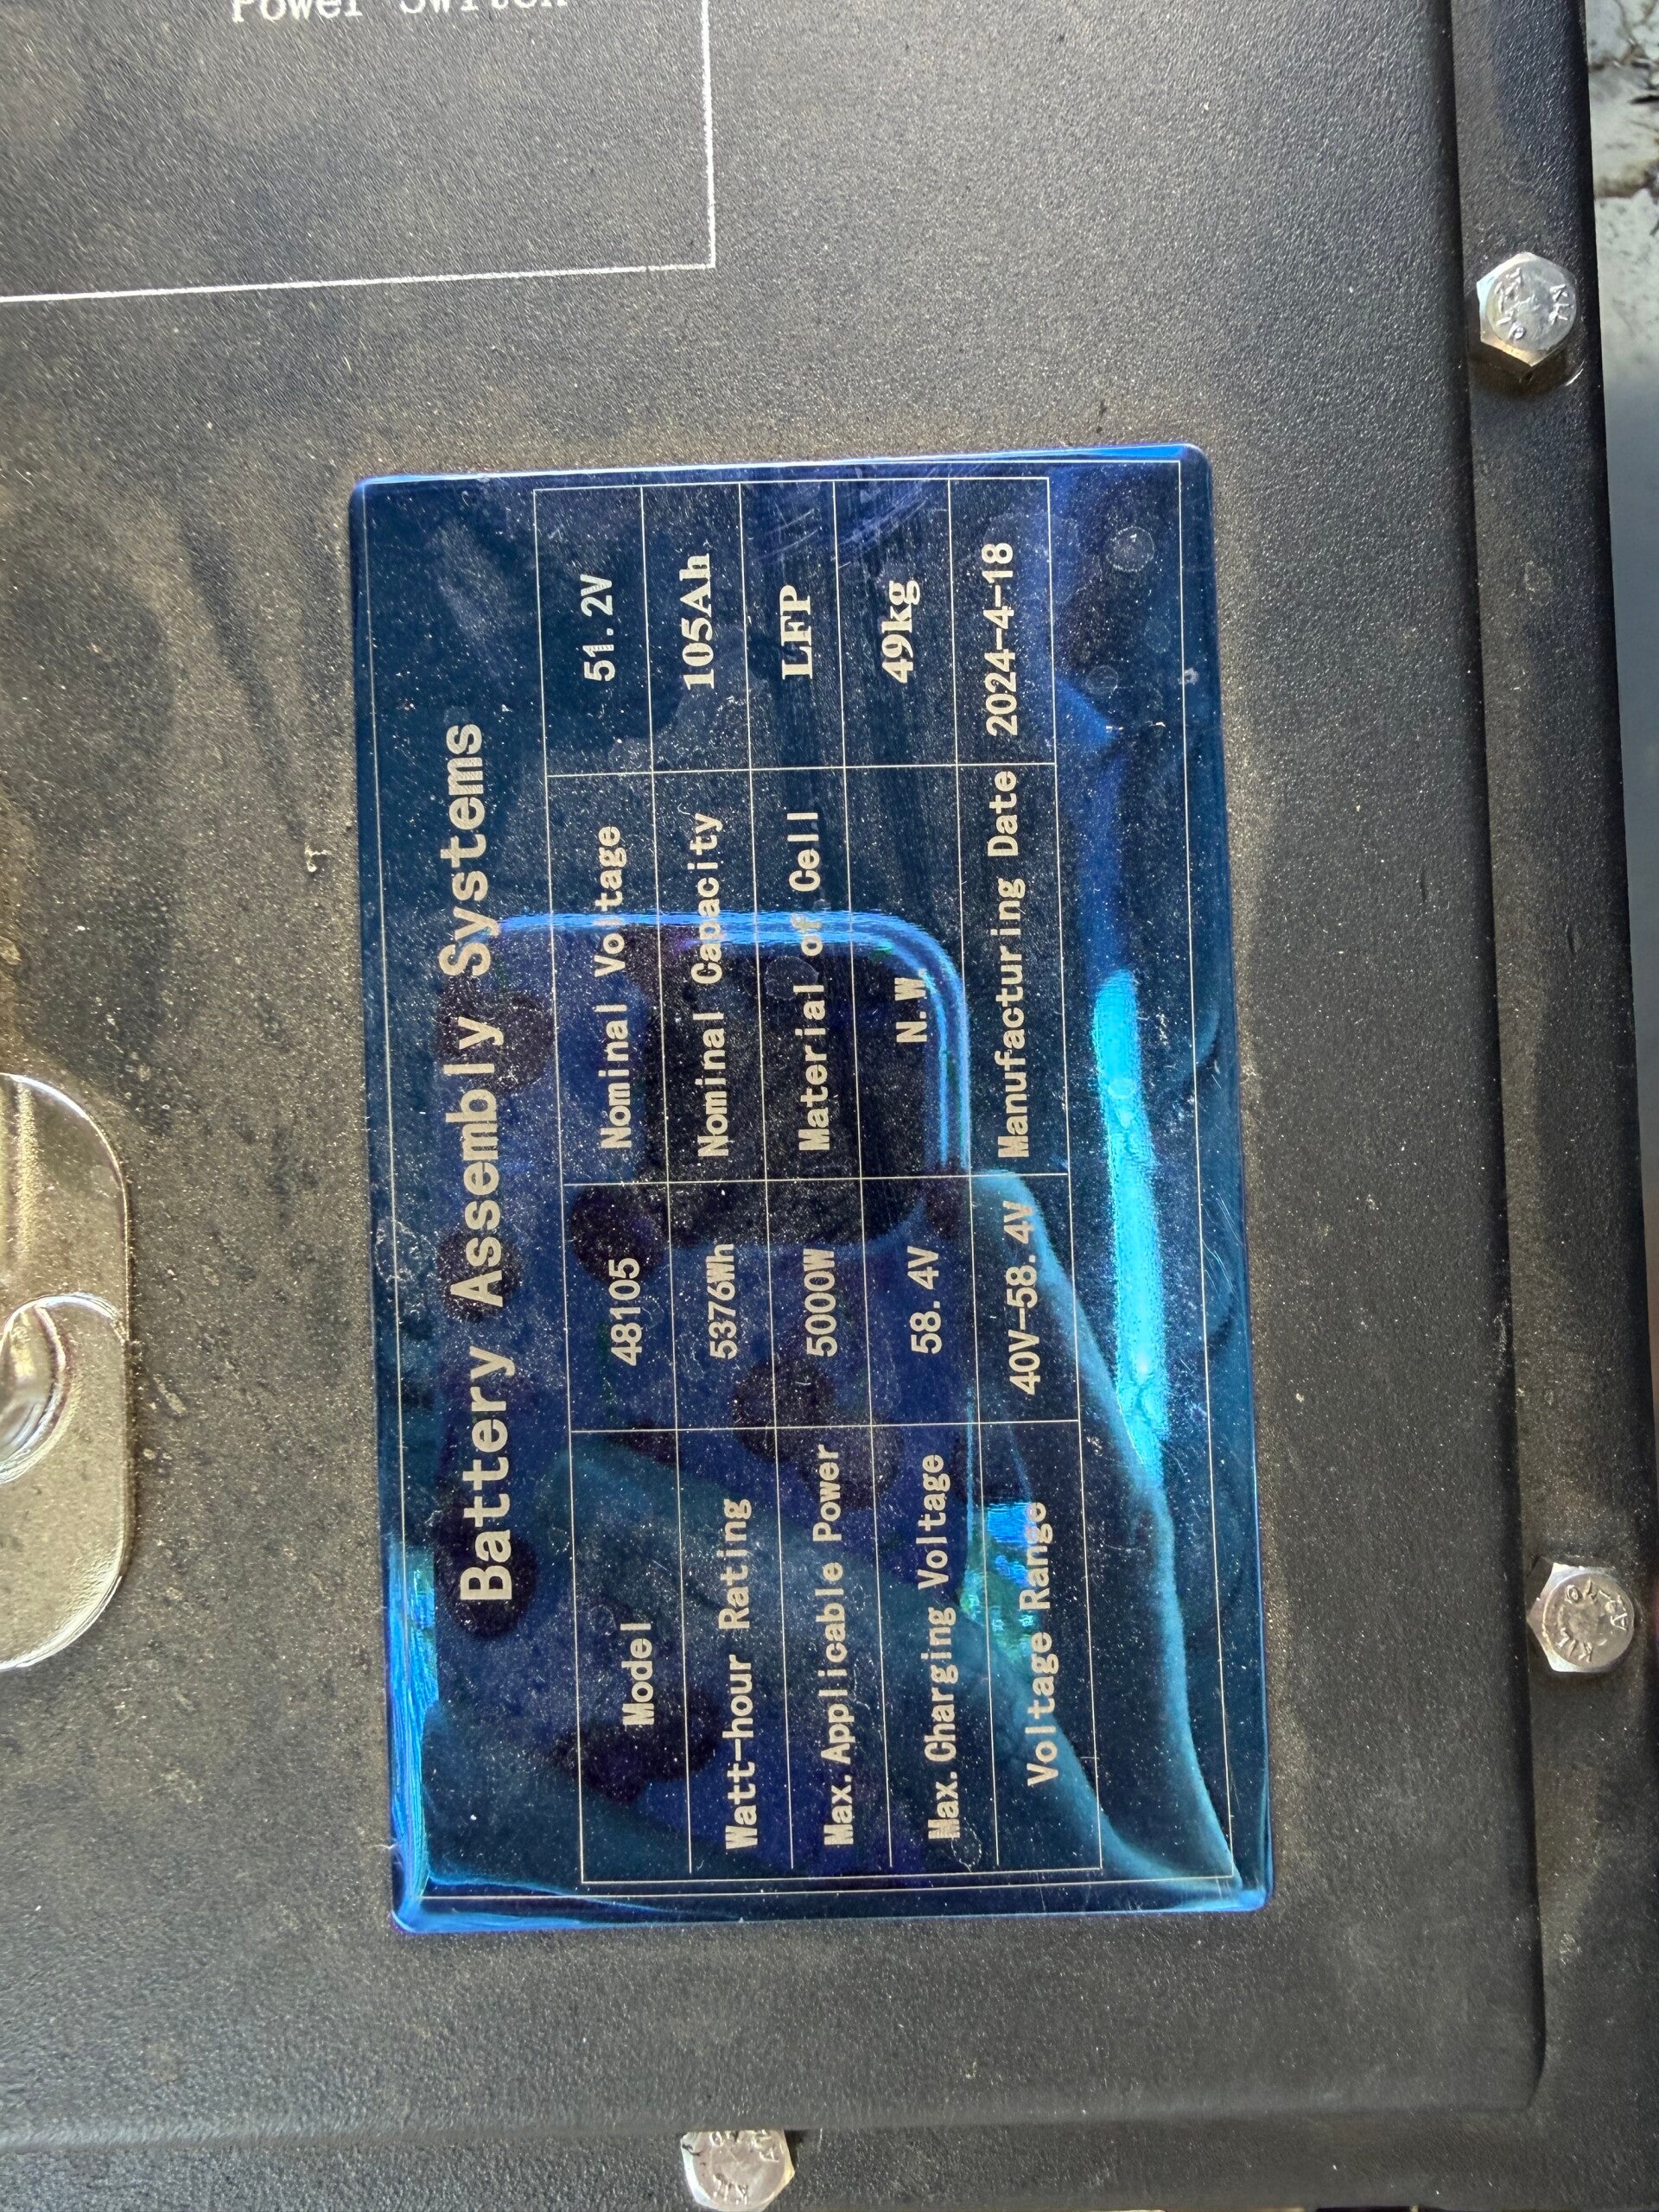 Power Switch
Battery Assembly Systems
Model 48105 Nominal Voltage 51.2V
Watt-hour Rating 5376Wh Nominal Capacity 105Ah
Max.Applicable Power 5000W Material of Cell LFP
Max.Charging Voltage 58.4V N.W. 49kg
Voltage Range 40V-58.4V Manufacturing Date 2024-4-18